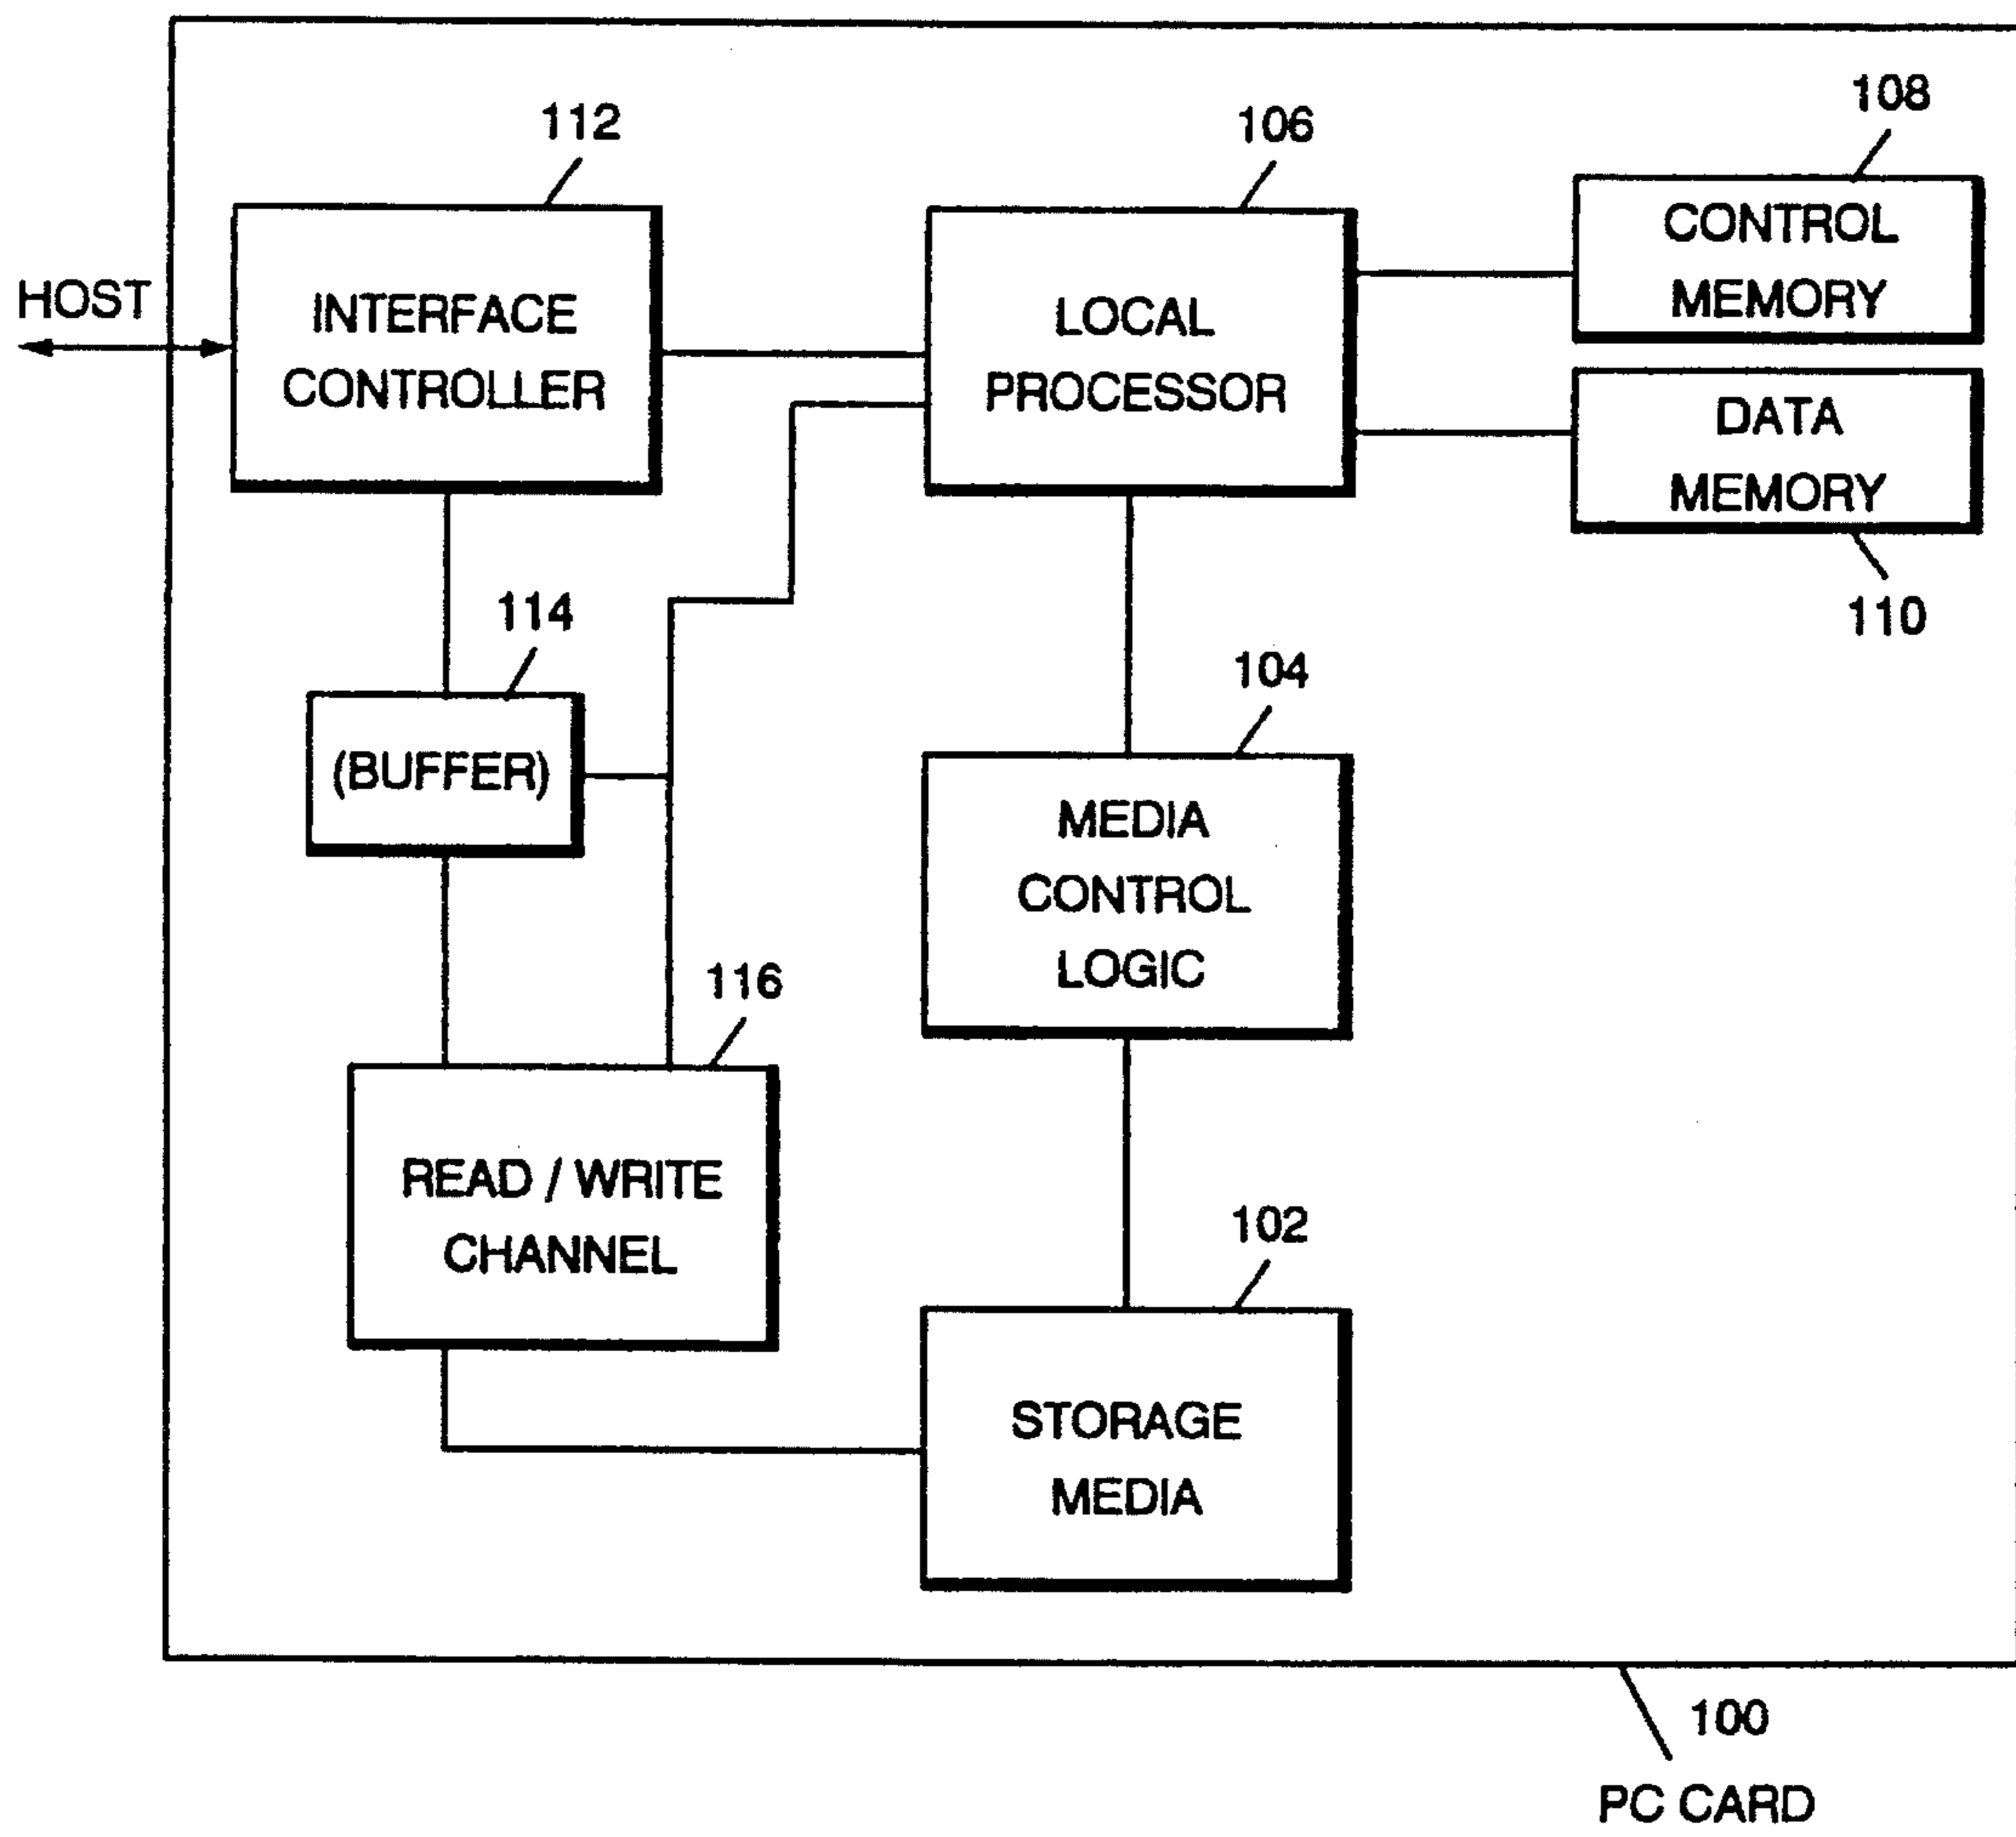 108
112
106
CONTROL
MEMORY
HOST
INTERFACE
CONTROLLER
LOCAL
PROCESSOR
DATA
MEMORY
110
114
(BUFFER)
104
MEDIA
CONTROL
LOGIC
116
READ / WRITE
CHANNEL
102
STORAGE
MEDIA
100
PC CARD